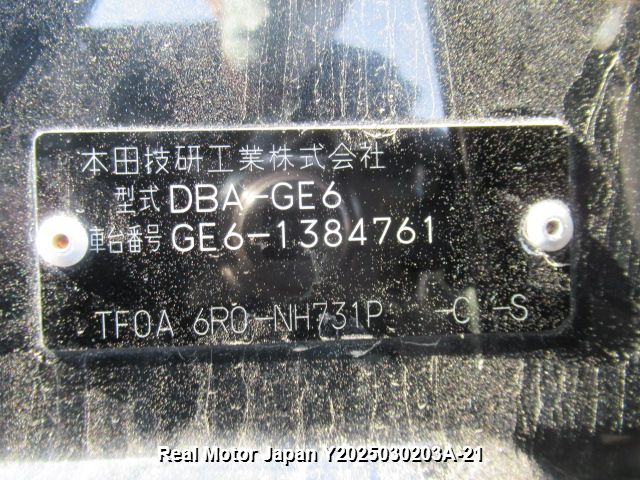 本田技研工業株式会社
型式 DBA-GE6
車台番号 GE6-1384761
TF0A 6R0-NH731P -C -S
Real Motor Japan Y2025030203A-21